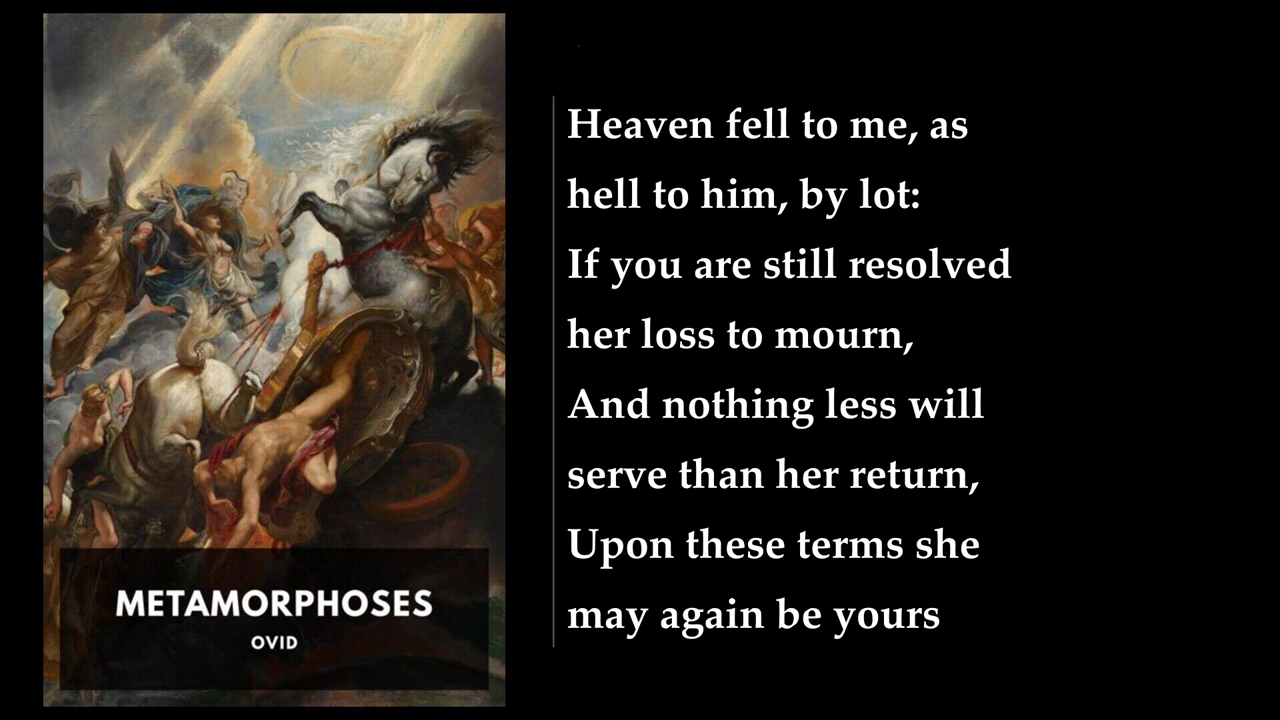 METAMORPHOSES
OVID
Heaven fell to me, as
hell to him, by lot:
If you are still resolved
her loss to mourn,
And nothing less will
serve than her return,
Upon these terms she
may again be yours